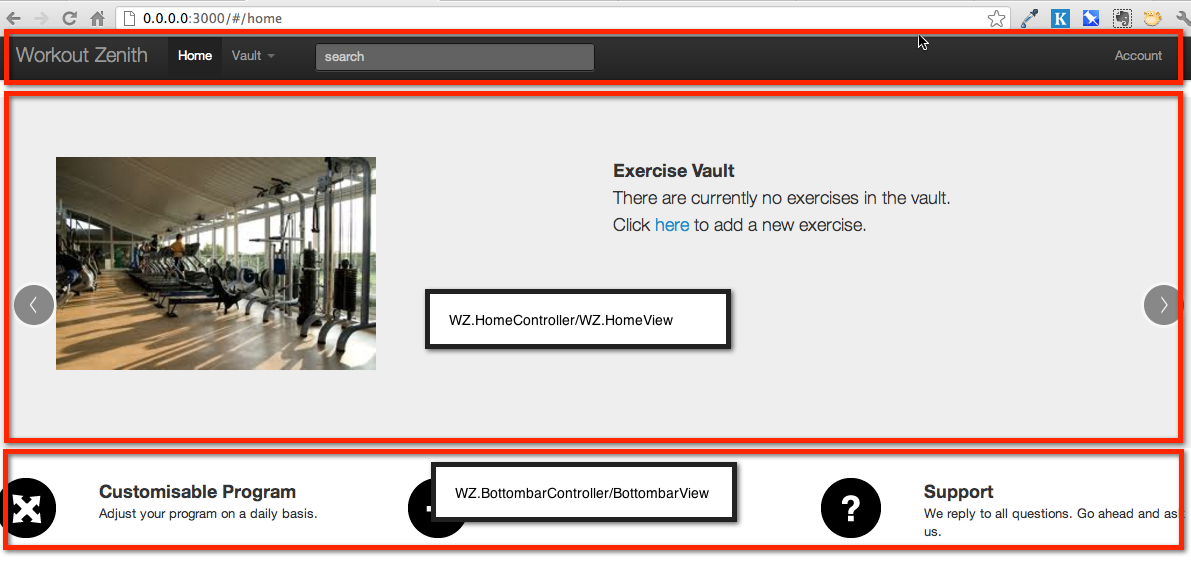 0.0.0.0:3000/#/home
Workout Zenith Home Vault search Account
Exercise Vault
There are currently no exercises in the vault.
Click here to add a new exercise.
WZ.HomeController/WZ.HomeView
WZ.BottombarController/BottombarView
Customisable Program
Adjust your program on a daily basis.
Support
We reply to all questions. Go ahead and ask
us.